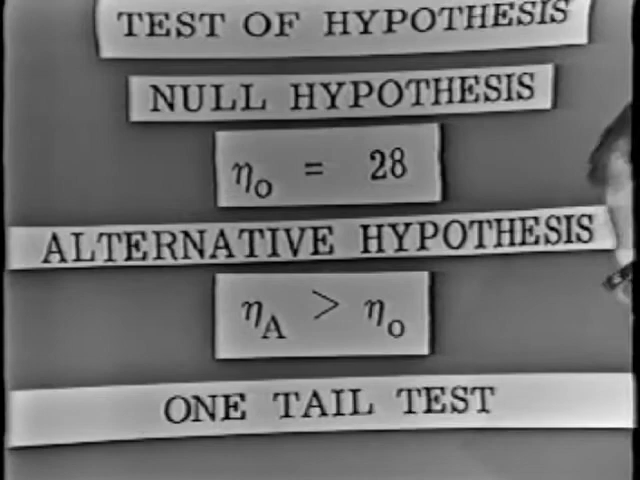 TEST OF HYPOTHESIS
NULL HYPOTHESIS
η₀ = 28
ALTERNATIVE HYPOTHESIS
η_A > η₀
ONE TAIL TEST